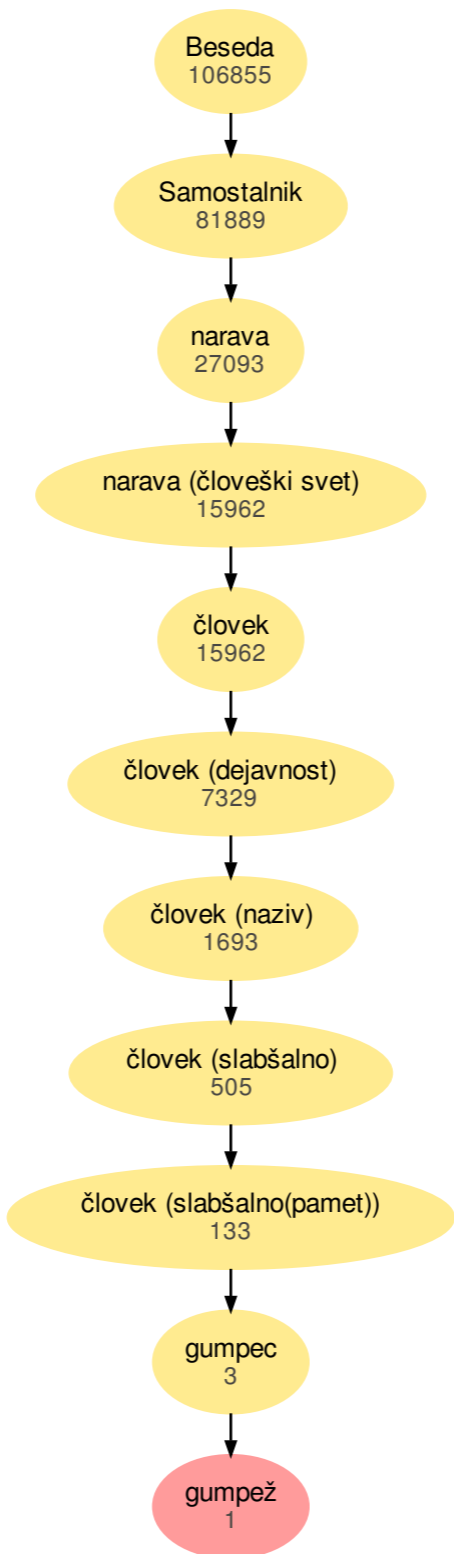 Beseda
106855
Samostalnik
81889
narava
27093
narava (človeški svet)
15962
človek
15962
človek (dejavnost)
7329
človek (naziv)
1693
človek (slabšalno)
505
človek (slabšalno(pamet))
133
gumpec
3
gumpež
1